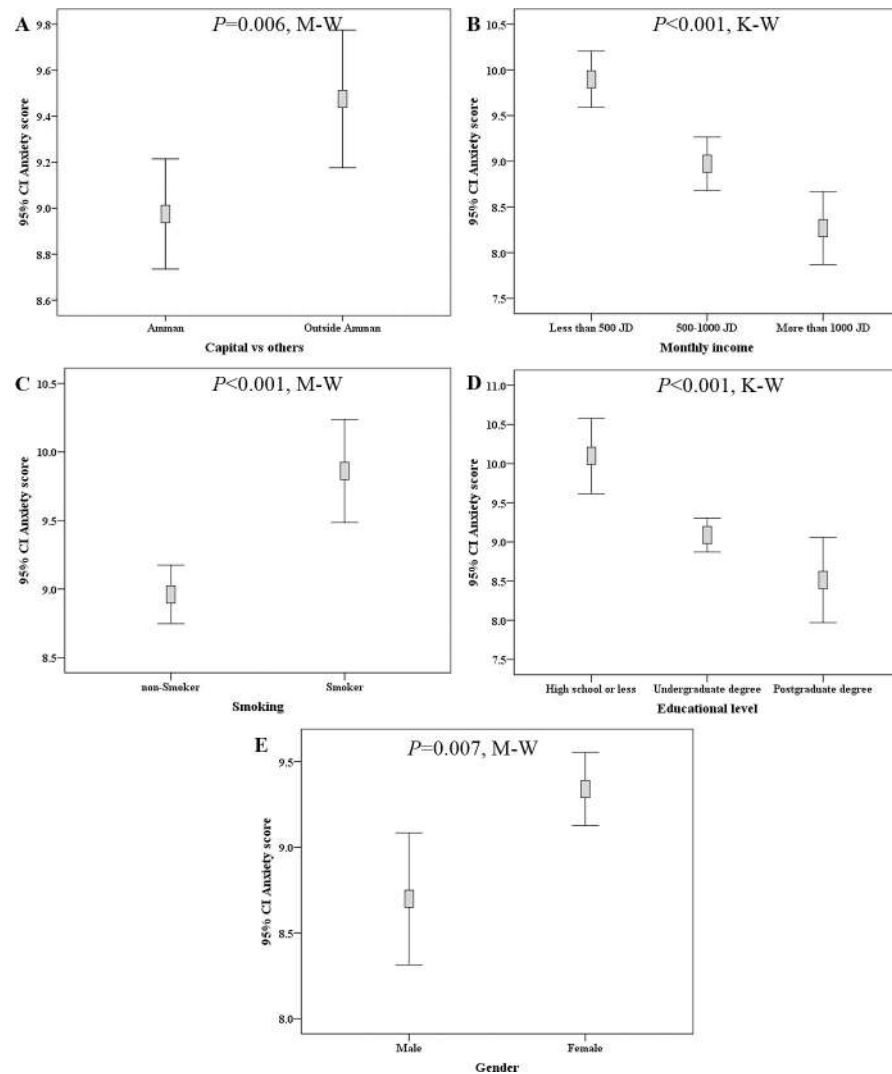 A
P=0.006, M-W
95% CI Anxiety score
9.8
9.6
9.4
9.2
9.0
8.8
8.6
Amman
Outside Amman
Capital vs others
B
P<0.001, K-W
95% CI Anxiety score
10.5
10.0
9.5
9.0
8.5
8.0
7.5
Less than 500 JD
500-1000 JD
More than 1000 JD
Monthly income
C
P<0.001, M-W
95% CI Anxiety score
10.5
10.0
9.5
9.0
8.5
non-Smoker
Smoker
Smoking
D
P<0.001, K-W
95% CI Anxiety score
11.0
10.5
10.0
9.5
9.0
8.5
8.0
7.5
High school or less
Undergraduate degree
Postgraduate degree
Educational level
E
P=0.007, M-W
95% CI Anxiety score
9.5
9.0
8.5
8.0
Male
Female
Gender